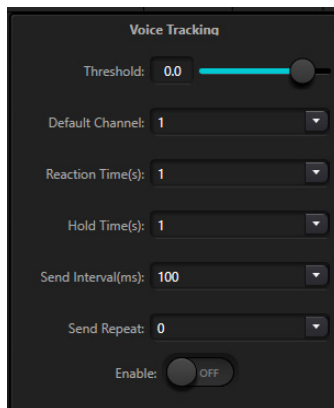 Voice Tracking
Threshold: 0.0
Default Channel: 1
Reaction Time(s): 1
Hold Time(s): 1
Send Interval(ms): 100
Send Repeat: 0
Enable: OFF